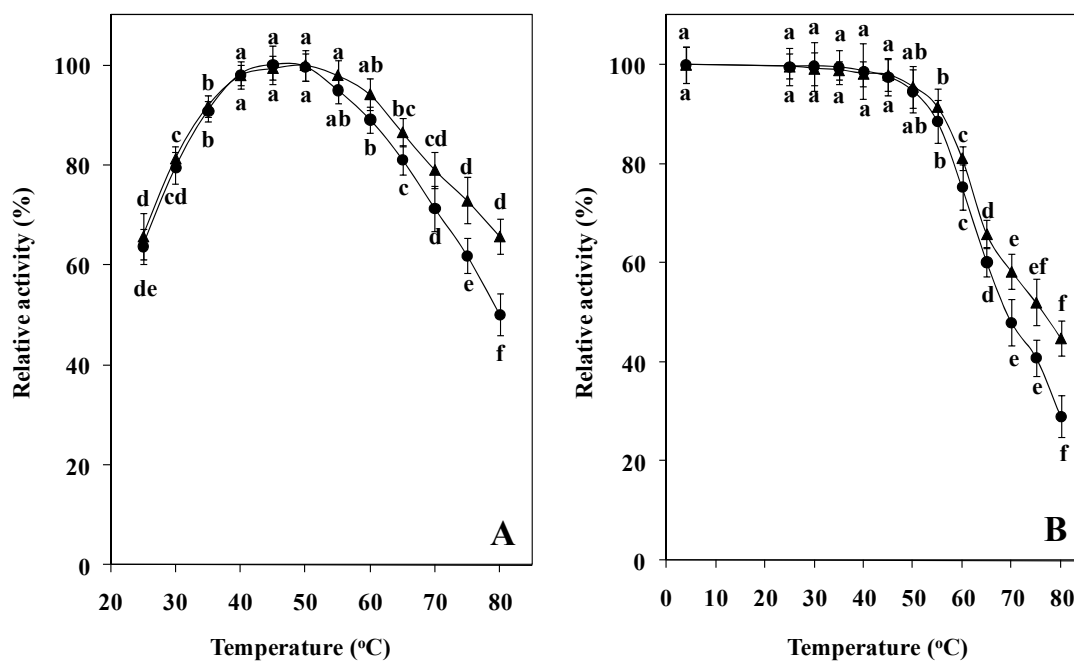 Relative activity (%)
100
80
60
40
20
0
d c b a a a a ab bc cd d d
de cd b a a a ab b c d e f
A
20 30 40 50 60 70 80
Temperature (oC)
Relative activity (%)
100
80
60
40
20
0
a a a a a a ab b c d e ef f
a a a a a a ab b c d e e f
B
0 10 20 30 40 50 60 70 80
Temperature (oC)